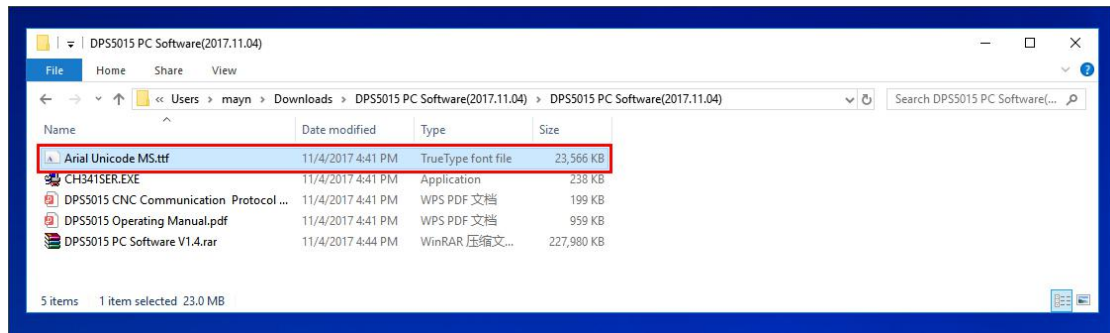 DPS5015 PC Software(2017.11.04)
File Home Share View
« Users › mayn › Downloads › DPS5015 PC Software(2017.11.04) › DPS5015 PC Software(2017.11.04) Search DPS5015 PC Software(...
Name Date modified Type Size
Arial Unicode MS.ttf 11/4/2017 4:41 PM TrueType font file 23,566 KB
CH341SER.EXE 11/4/2017 4:41 PM Application 238 KB
DPS5015 CNC Communication Protocol ... 11/4/2017 4:41 PM WPS PDF 文档 199 KB
DPS5015 Operating Manual.pdf 11/4/2017 4:41 PM WPS PDF 文档 959 KB
DPS5015 PC Software V1.4.rar 11/4/2017 4:44 PM WinRAR 压缩文... 227,980 KB
5 items 1 item selected 23.0 MB